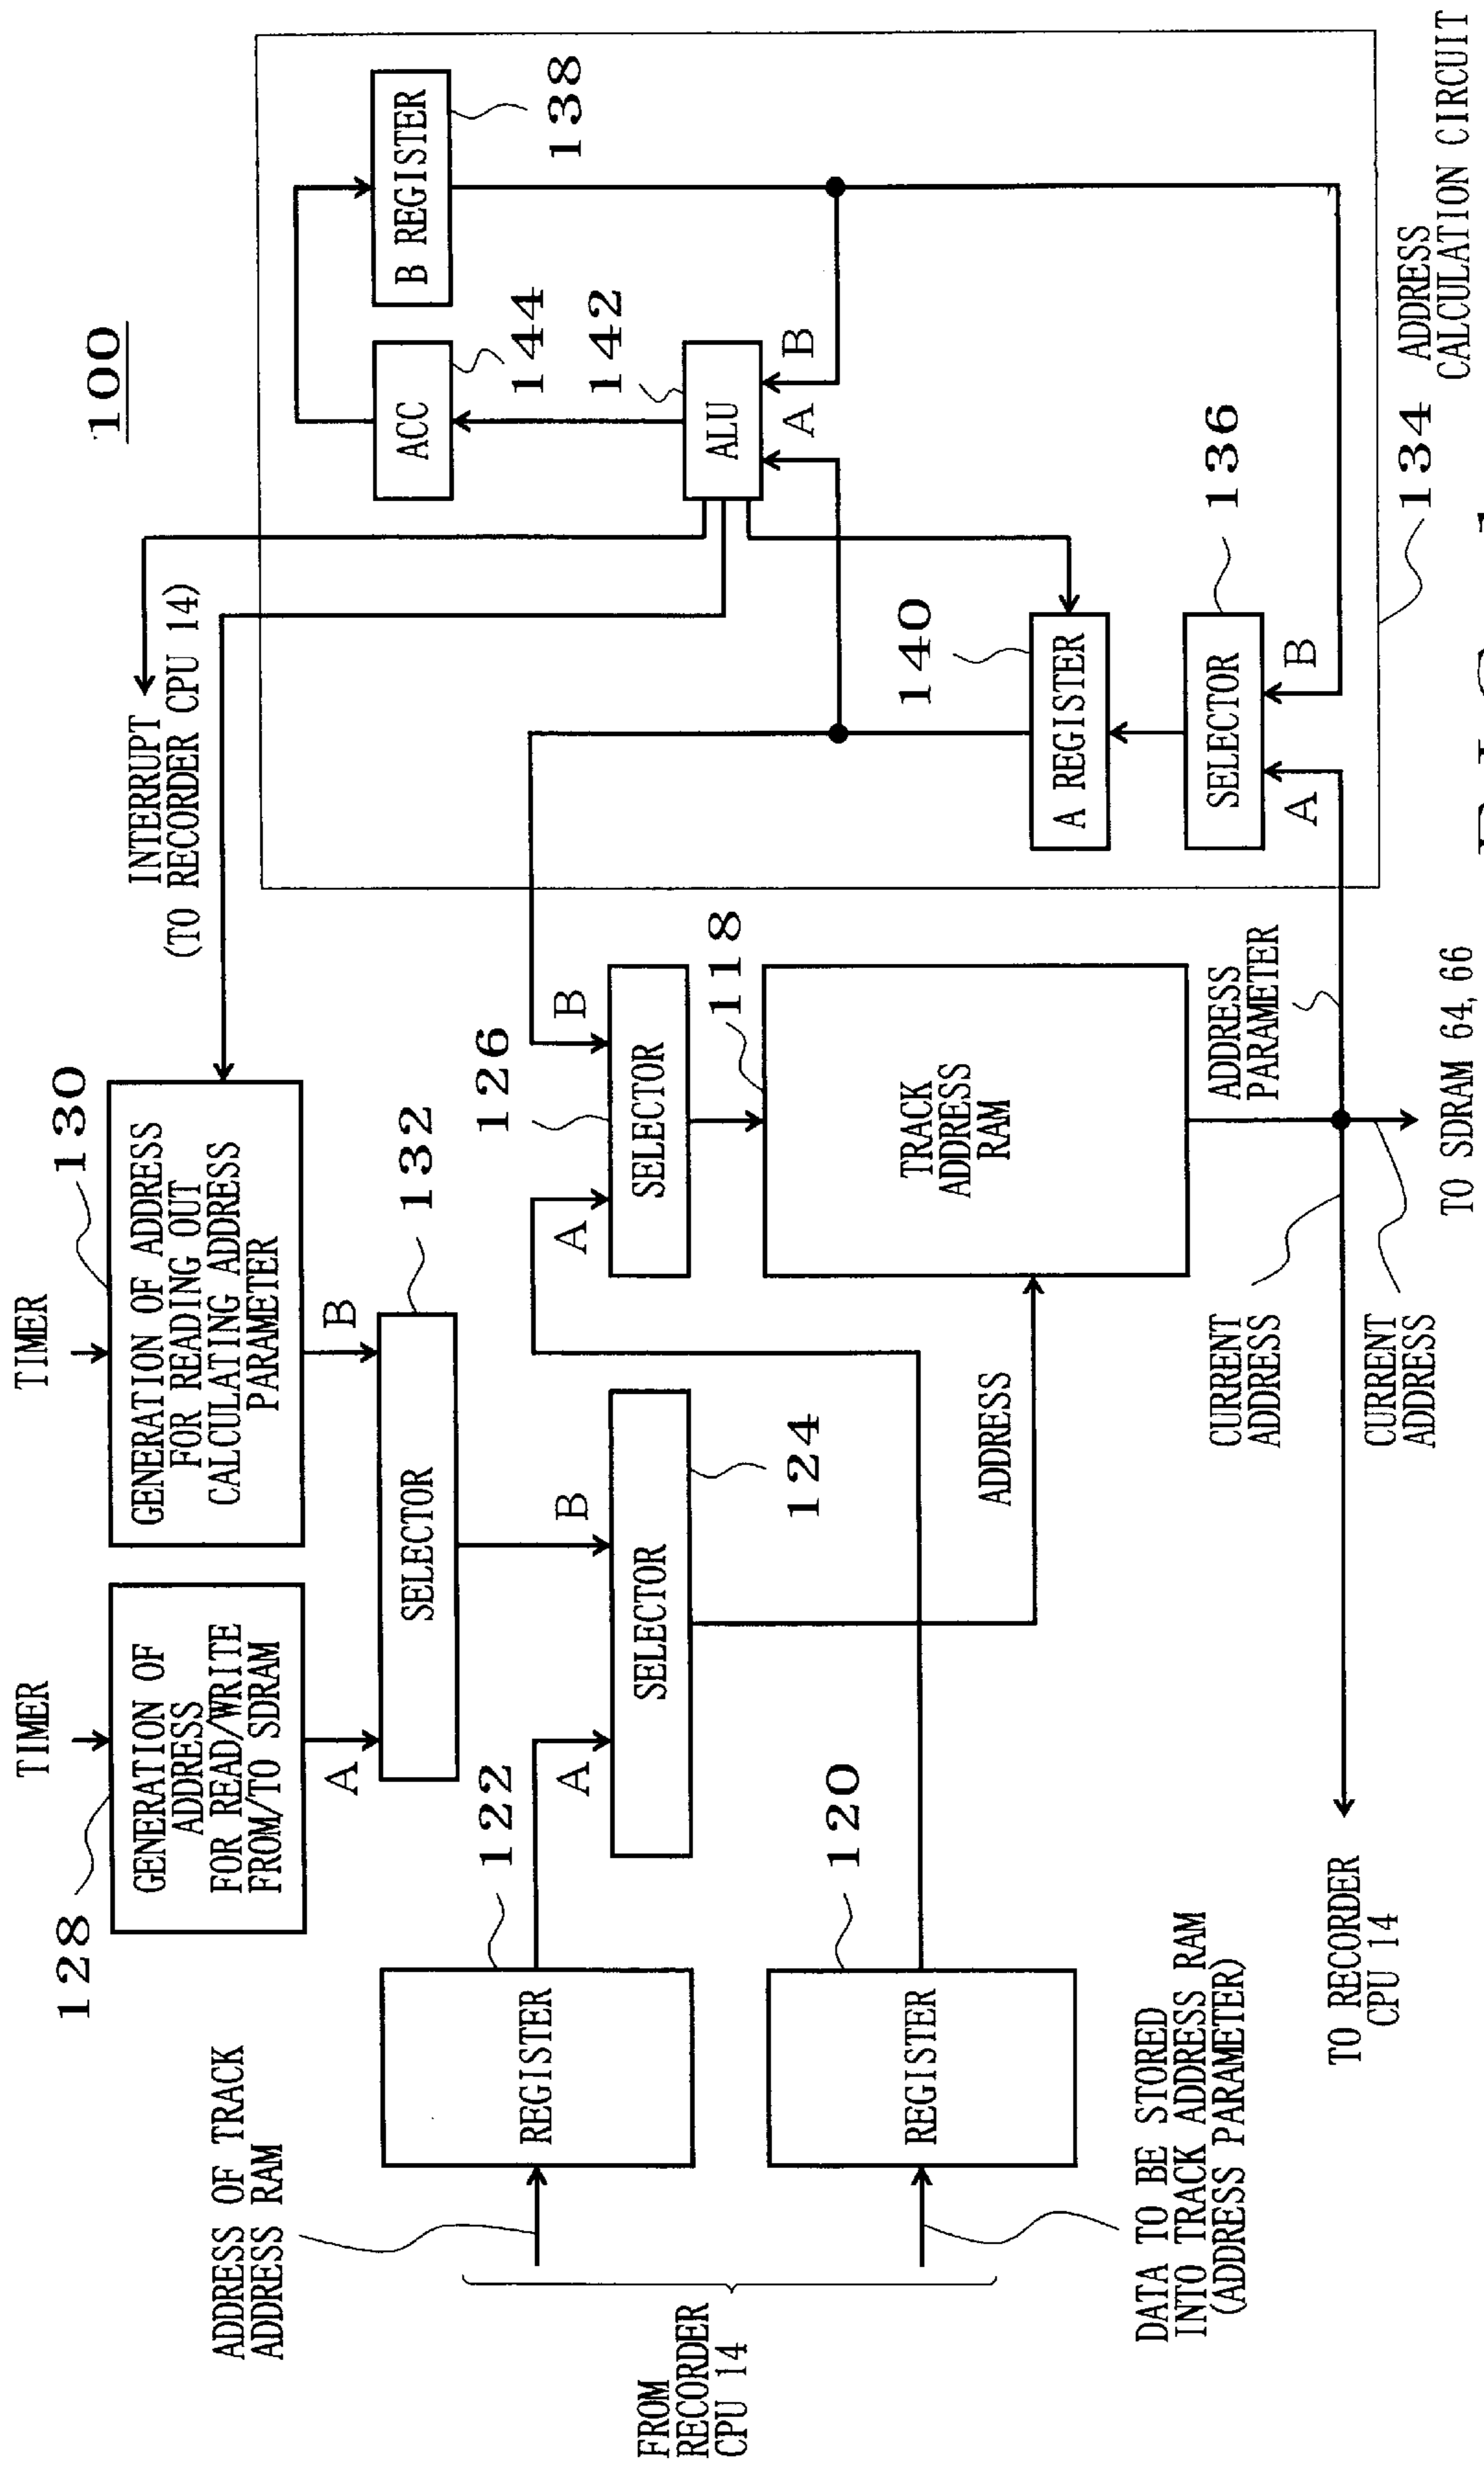 100
TIMER
TIMER
128
GENERATION OF
ADDRESS
FOR READ/WRITE
FROM/TO SDRAM
130
GENERATION OF ADDRESS
FOR READING OUT
CALCULATING ADDRESS
PARAMETER
INTERRUPT
(TO RECORDER CPU 14)
A
B
SELECTOR
132
ADDRESS OF TRACK
ADDRESS RAM
REGISTER
122
A
B
SELECTOR
124
FROM
RECORDER
CPU 14
REGISTER
120
DATA TO BE STORED
INTO TRACK ADDRESS RAM
(ADDRESS PARAMETER)
A
B
SELECTOR
126
118
TRACK
ADDRESS
RAM
ADDRESS
CURRENT
ADDRESS
CURRENT
ADDRESS
ADDRESS
PARAMETER
TO RECORDER
CPU 14
TO SDRAM 64, 66
ACC
144
B REGISTER
138
ALU
142
A
B
A REGISTER
140
SELECTOR
136
A
B
134
ADDRESS
CALCULATION CIRCUIT